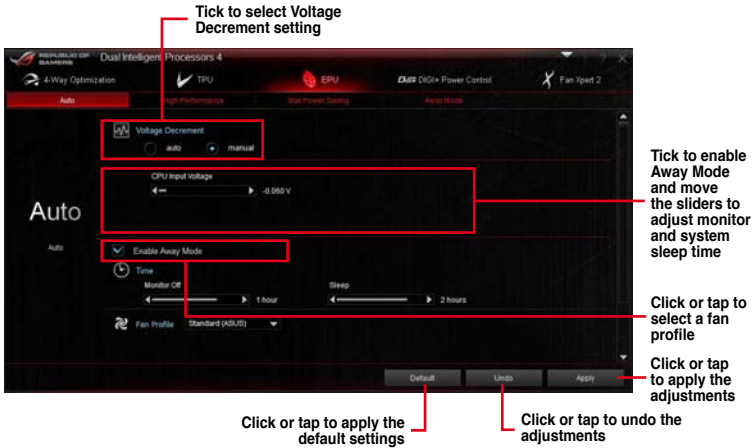 Tick to select Voltage
Decrement setting
REPUBLIC OF
GAMERS
Dual Intelligent Processors 4
?
4-Way Optimization
TPU
EPU
DIGI+ Power Control
Fan Xpert 2
Auto
High Performance
Max Power Saving
Away Mode
Voltage Decrement
auto
manual
CPU Input Voltage
-0.060 V
Auto
Auto
Enable Away Mode
Time
Monitor Off
Sleep
1 hour
2 hours
Fan Profile
Standard (ASUS)
Default
Undo
Apply
Tick to enable
Away Mode
and move
the sliders to
adjust monitor
and system
sleep time
Click or tap to
select a fan
profile
Click or tap
to apply the
adjustments
Click or tap to apply the
default settings
Click or tap to undo the
adjustments